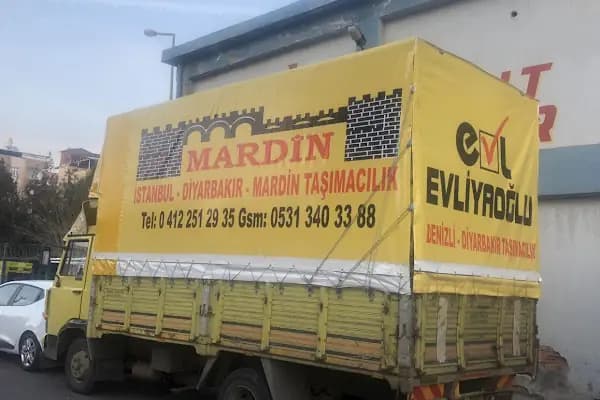 MARDİN
İSTANBUL - DİYARBAKIR - MARDİN TAŞIMACILIK
Tel: 0 412 251 29 35 Gsm: 0531 340 33 88
evl
EVLİYAOĞLU
DENİZLİ - DİYARBAKIR TAŞIMACILIK